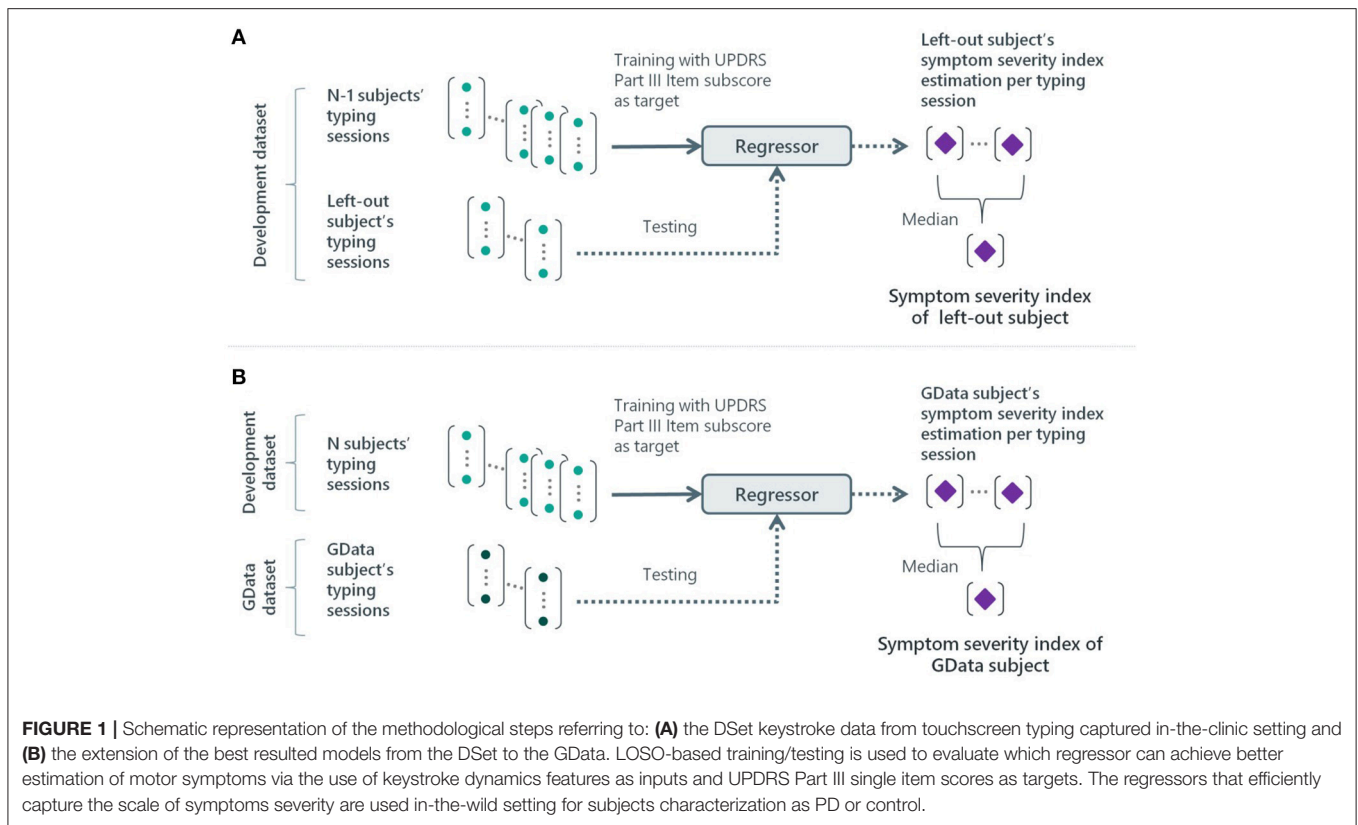 A
Development dataset
N-1 subjects'
typing
sessions
Left-out
subject's
typing
sessions
Training with UPDRS
Part III Item subscore
as target
Regressor
Testing
Left-out subject's
symptom severity index
estimation per typing
session
Median
Symptom severity index
of left-out subject
B
Development
dataset
N subjects'
typing
sessions
GData
dataset
GData
subject's
typing
sessions
Training with UPDRS
Part III Item subscore
as target
Regressor
Testing
GData subject's
symptom severity index
estimation per typing
session
Median
Symptom severity index of
GData subject
FIGURE 1 | Schematic representation of the methodological steps referring to: (A) the DSet keystroke data from touchscreen typing captured in-the-clinic setting and
(B) the extension of the best resulted models from the DSet to the GData. LOSO-based training/testing is used to evaluate which regressor can achieve better
estimation of motor symptoms via the use of keystroke dynamics features as inputs and UPDRS Part III single item scores as targets. The regressors that efficiently
capture the scale of symptoms severity are used in-the-wild setting for subjects characterization as PD or control.